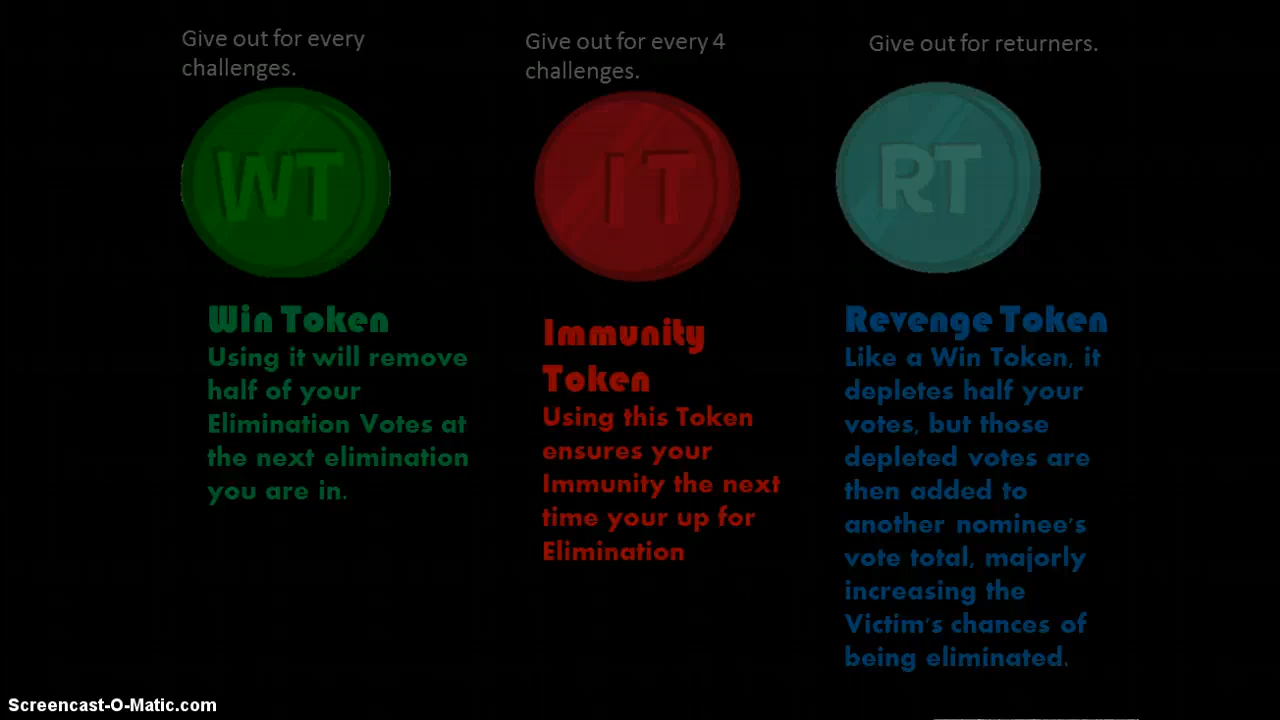 Give out for every
challenges.
WT
Win Token
Using it will remove
half of your
Elimination Votes at
the next elimination
you are in.
Give out for every 4
challenges.
IT
Immunity
Token
Using this Token
ensures your
Immunity the next
time your up for
Elimination
Give out for returners.
RT
Revenge Token
Like a Win Token, it
depletes half your
votes, but those
depleted votes are
then added to
another nominee's
vote total, majorly
increasing the
Victim's chances of
being eliminated.
Screencast-O-Matic.com